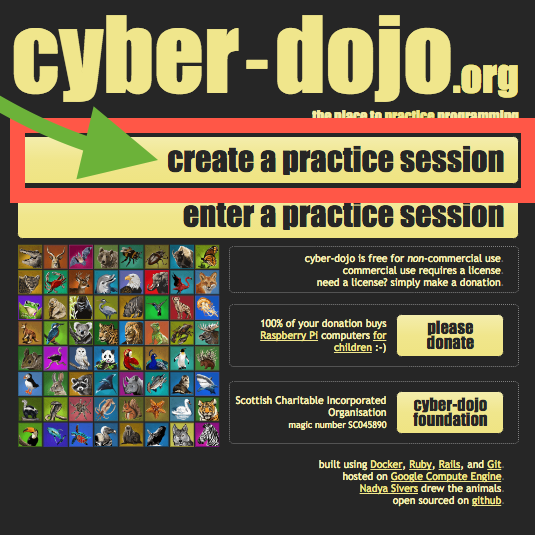 cyber-dojo.org
the place to practice programming
create a practice session
enter a practice session
cyber-dojo is free for non-commercial use.
commercial use requires a license.
need a license? simply make a donation.
100% of your donation buys
Raspberry Pi computers for
children :-)
please
donate
Scottish Charitable Incorporated
Organisation
magic number SC045890
cyber-dojo
foundation
built using Docker, Ruby, Rails, and Git.
hosted on Google Compute Engine.
Nadya Sivers drew the animals.
open sourced on github.